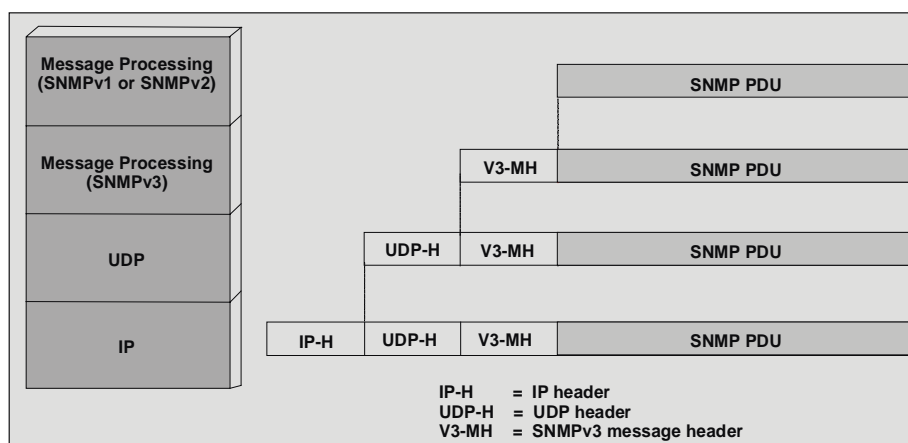 Message Processing
(SNMPv1 or SNMPv2)
SNMP PDU
Message Processing
(SNMPv3)
V3-MH SNMP PDU
UDP
UDP-H V3-MH SNMP PDU
IP
IP-H UDP-H V3-MH SNMP PDU
IP-H = IP header
UDP-H = UDP header
V3-MH = SNMPv3 message header